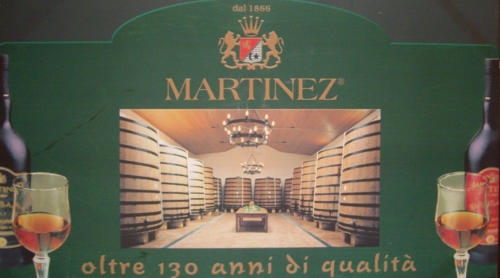 dal 1866
MARTINEZ®
oltre 130 anni di qualità